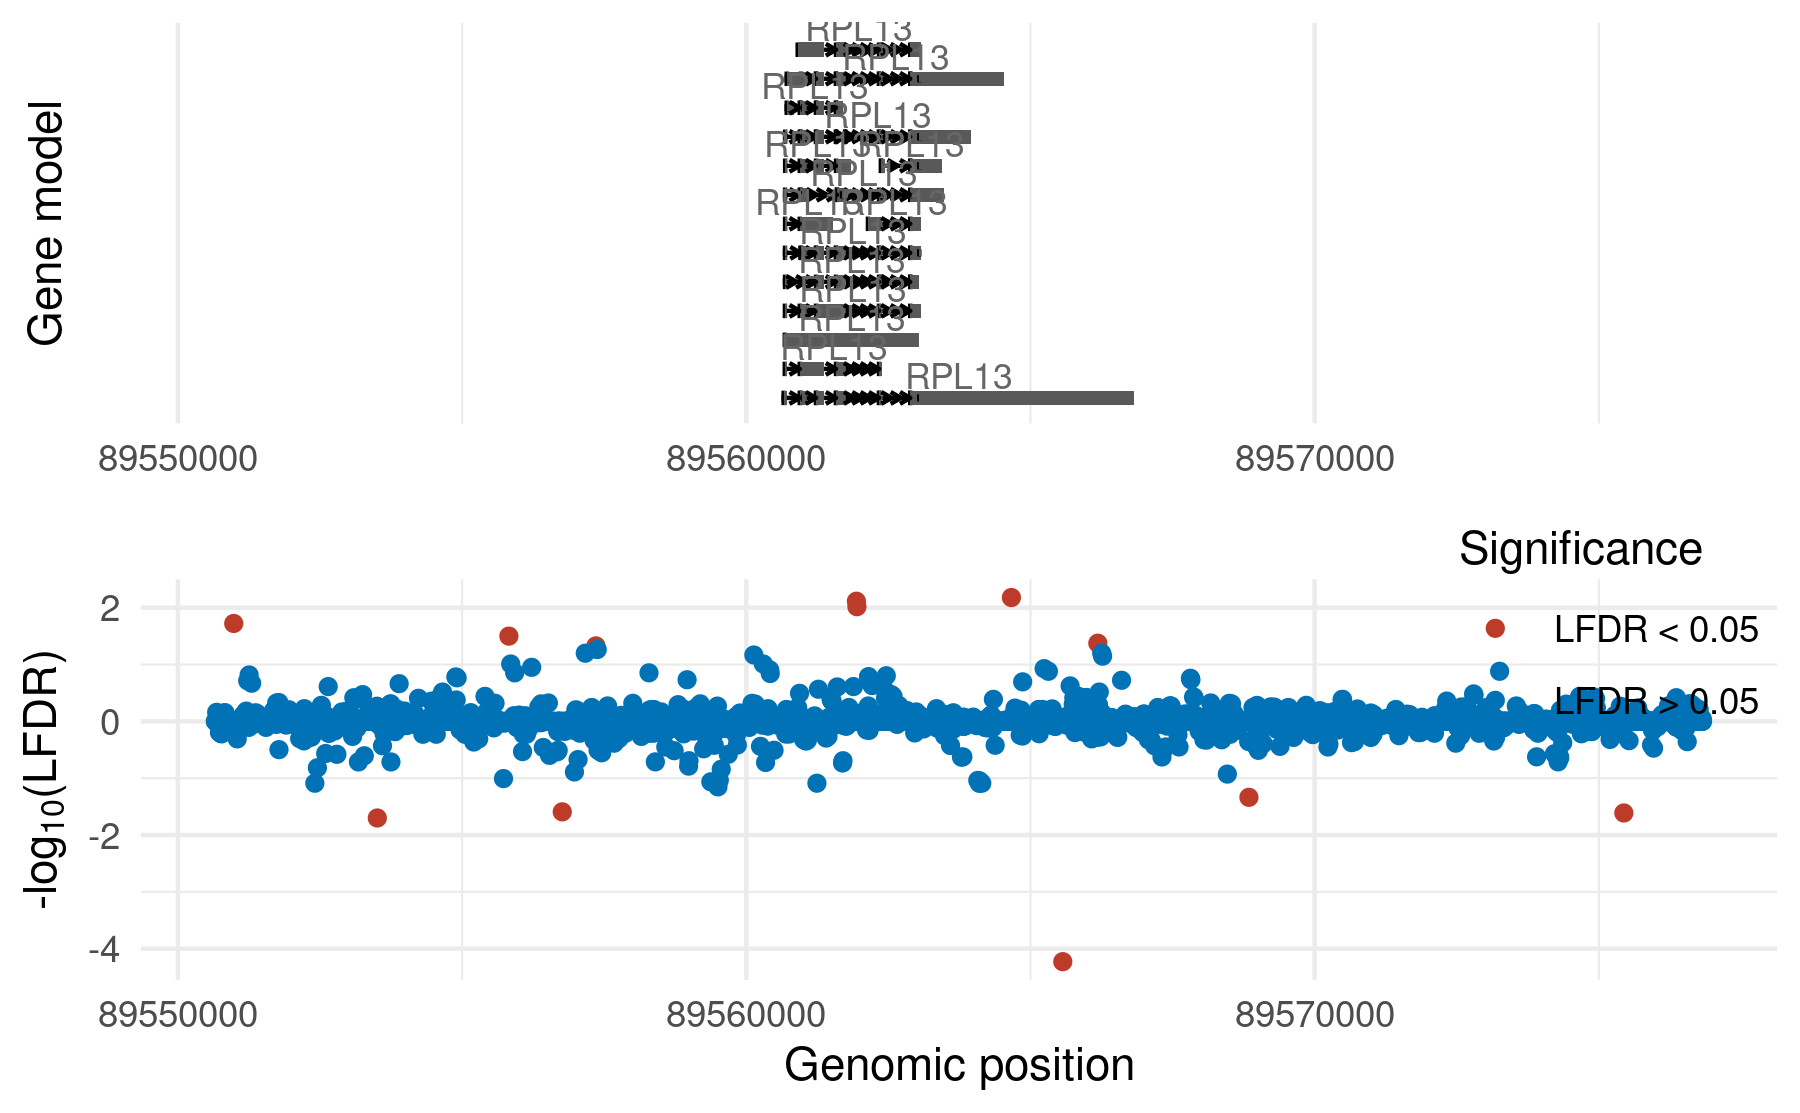 RPL13
RPL13
RPL13
RPL13
RPL13 RPL13
RPL13
RPL13 RPL13
RPL13
RPL13
RPL13
RPL13
RPL13
RPL13
Gene model
89550000 89560000 89570000
Significance
LFDR < 0.05
LFDR > 0.05
2
0
-2
-4
-log10(LFDR)
89550000 89560000 89570000
Genomic position